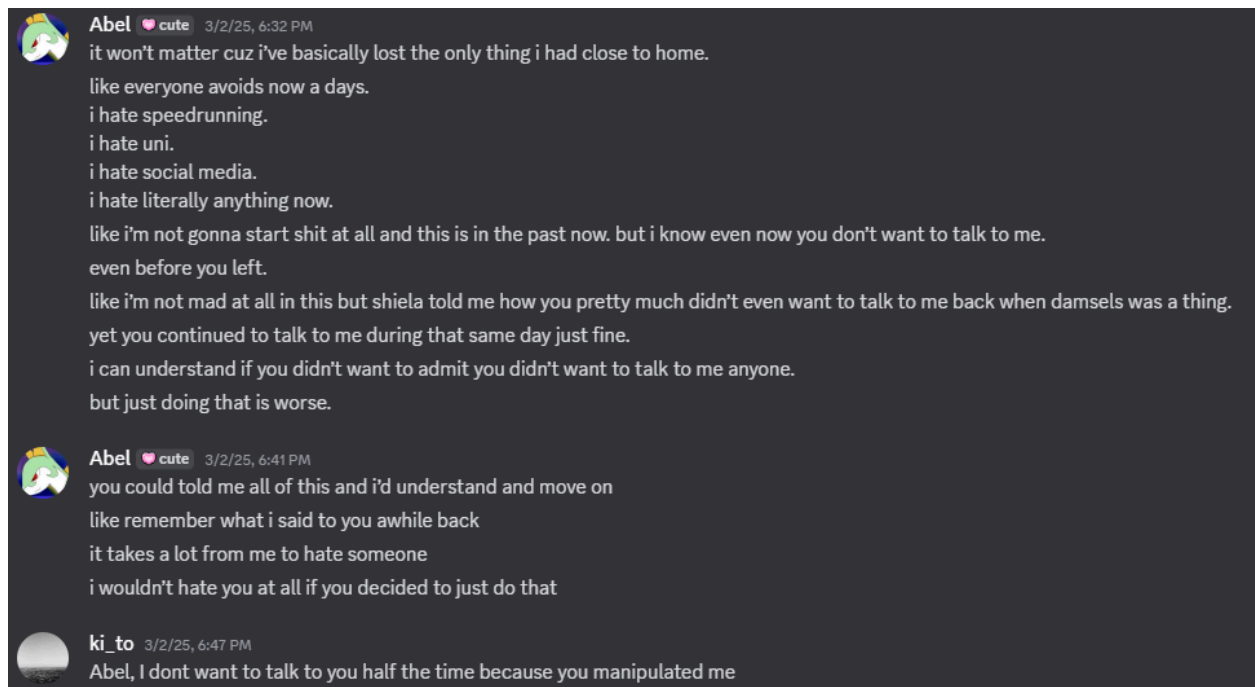 Abel cute 3/2/25, 6:32 PM
it won't matter cuz i've basically lost the only thing i had close to home.
like everyone avoids now a days.
i hate speedrunning.
i hate uni.
i hate social media.
i hate literally anything now.
like i'm not gonna start shit at all and this is in the past now. but i know even now you don't want to talk to me.
even before you left.
like i'm not mad at all in this but shiela told me how you pretty much didn't even want to talk to me back when damsels was a thing.
yet you continued to talk to me during that same day just fine.
i can understand if you didn't want to admit you didn't want to talk to me anyone.
but just doing that is worse.
Abel cute 3/2/25, 6:41 PM
you could told me all of this and i'd understand and move on
like remember what i said to you awhile back
it takes a lot from me to hate someone
i wouldn't hate you at all if you decided to just do that
ki_to 3/2/25, 6:47 PM
Abel, I dont want to talk to you half the time because you manipulated me